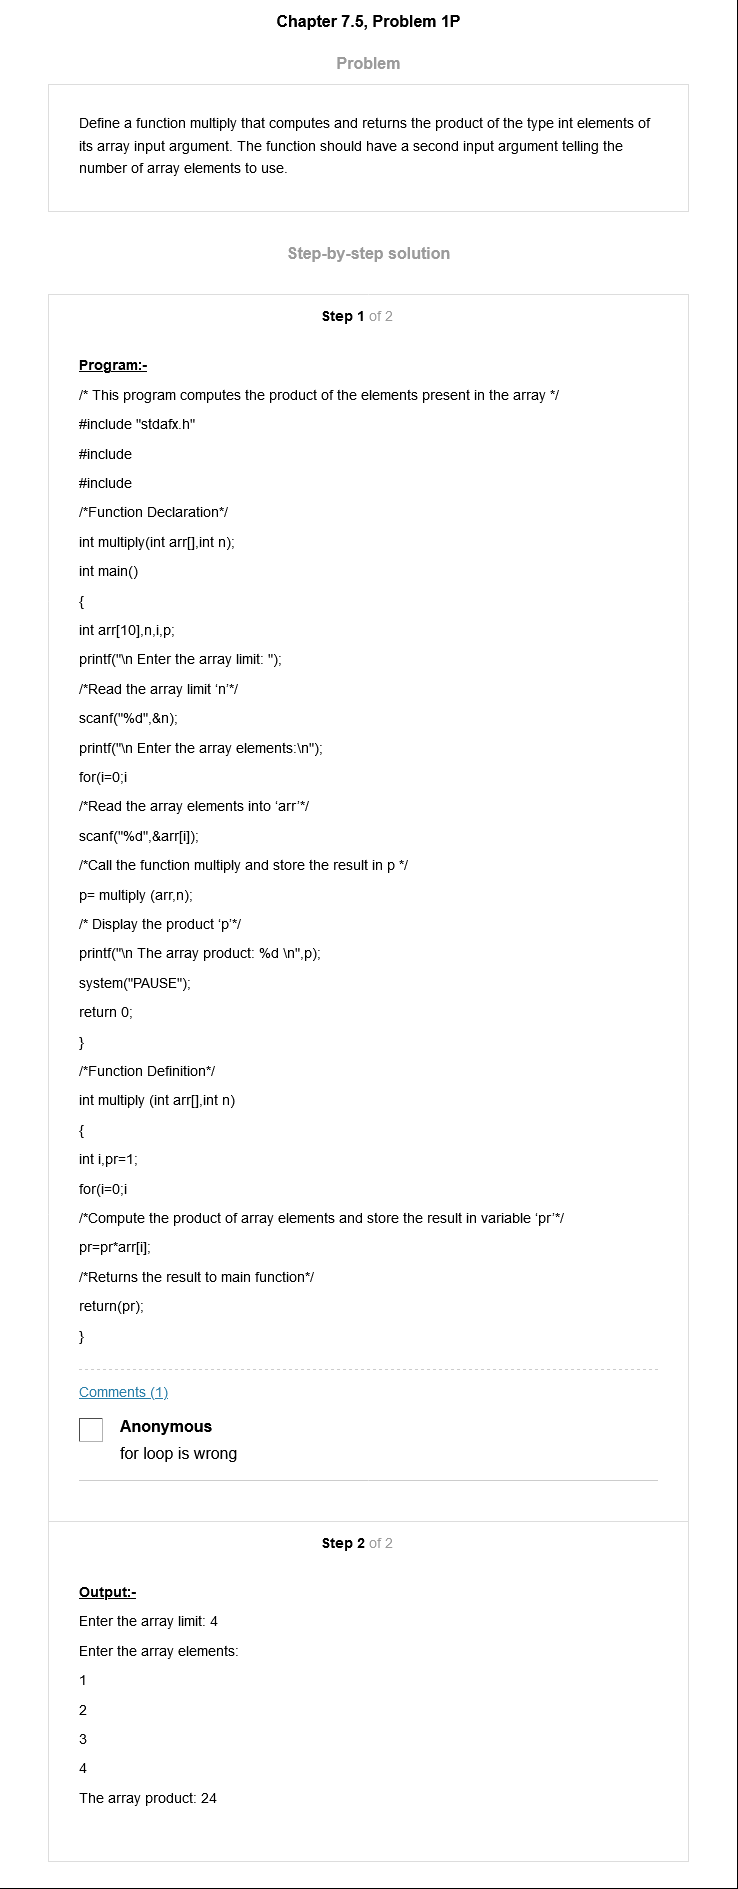 Chapter 7.5, Problem 1P
Problem
Define a function multiply that computes and returns the product of the type int elements of
its array input argument. The function should have a second input argument telling the
number of array elements to use.
Step-by-step solution
Step 1 of 2
Program:-
/* This program computes the product of the elements present in the array */
#include "stdafx.h"
#include
#include
/*Function Declaration*/
int multiply(int arr[],int n);
int main()
{
int arr[10],n,i,p;
printf("\n Enter the array limit: ");
/*Read the array limit ‘n’*/
scanf("%d",&n);
printf("\n Enter the array elements:\n");
for(i=0;i
/*Read the array elements into ‘arr’*/
scanf("%d",&arr[i]);
/*Call the function multiply and store the result in p */
p= multiply (arr,n);
/* Display the product ‘p’*/
printf("\n The array product: %d \n",p);
system("PAUSE");
return 0;
}
/*Function Definition*/
int multiply (int arr[],int n)
{
int i,pr=1;
for(i=0;i
/*Compute the product of array elements and store the result in variable ‘pr’*/
pr=pr*arr[i];
/*Returns the result to main function*/
return(pr);
}
Comments (1)
Anonymous
for loop is wrong
Step 2 of 2
Output:-
Enter the array limit: 4
Enter the array elements:
1
2
3
4
The array product: 24